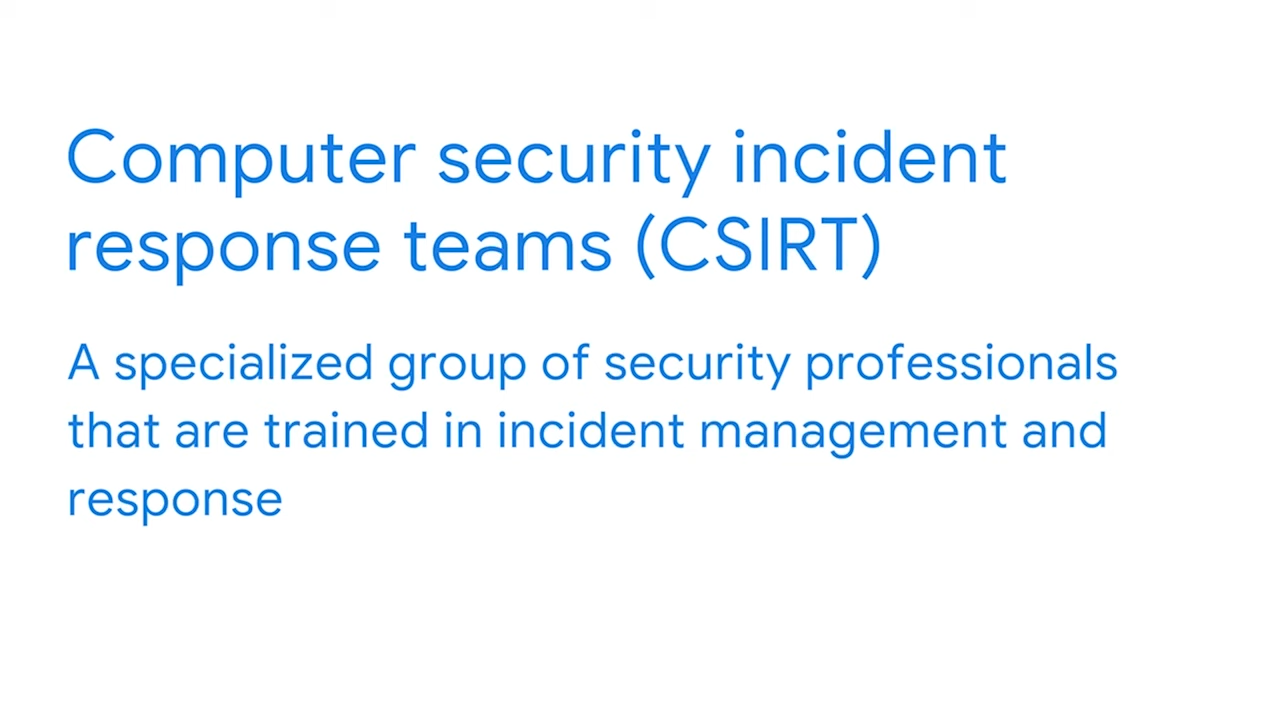 Computer security incident
response teams (CSIRT)
A specialized group of security professionals
that are trained in incident management and
response